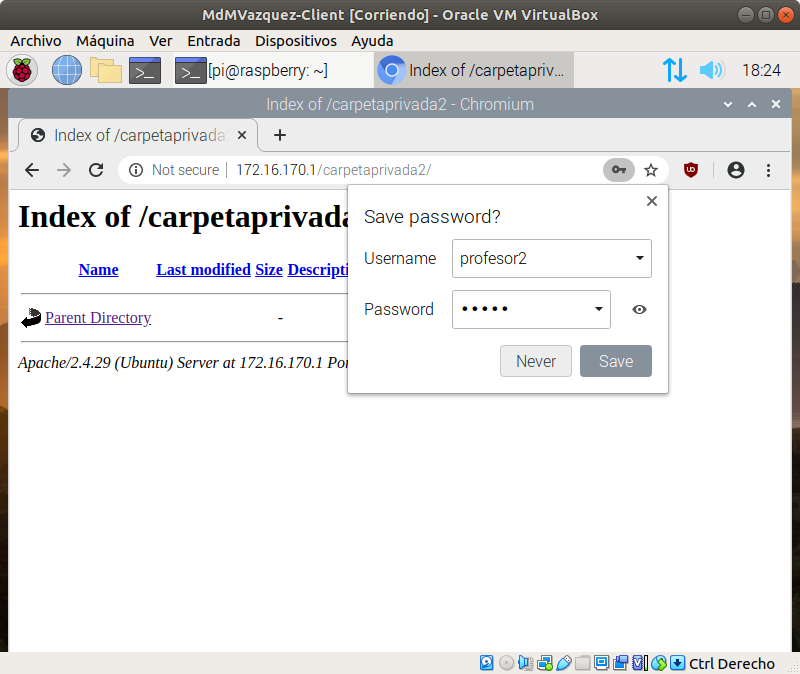 MdMVazquez-Client [Corriendo] - Oracle VM VirtualBox
Archivo Máquina Ver Entrada Dispositivos Ayuda
[pi@raspberry: ~] Index of /carpetapriv... 18:24
Index of /carpetaprivada2 - Chromium
Index of /carpetaprivada
Not secure 172.16.170.1/carpetaprivada2/
Index of /carpetaprivada
Name Last modified Size Descripti
Parent Directory -
Apache/2.4.29 (Ubuntu) Server at 172.16.170.1 Por
Save password?
Username profesor2
Password •••••
Never Save
Ctrl Derecho